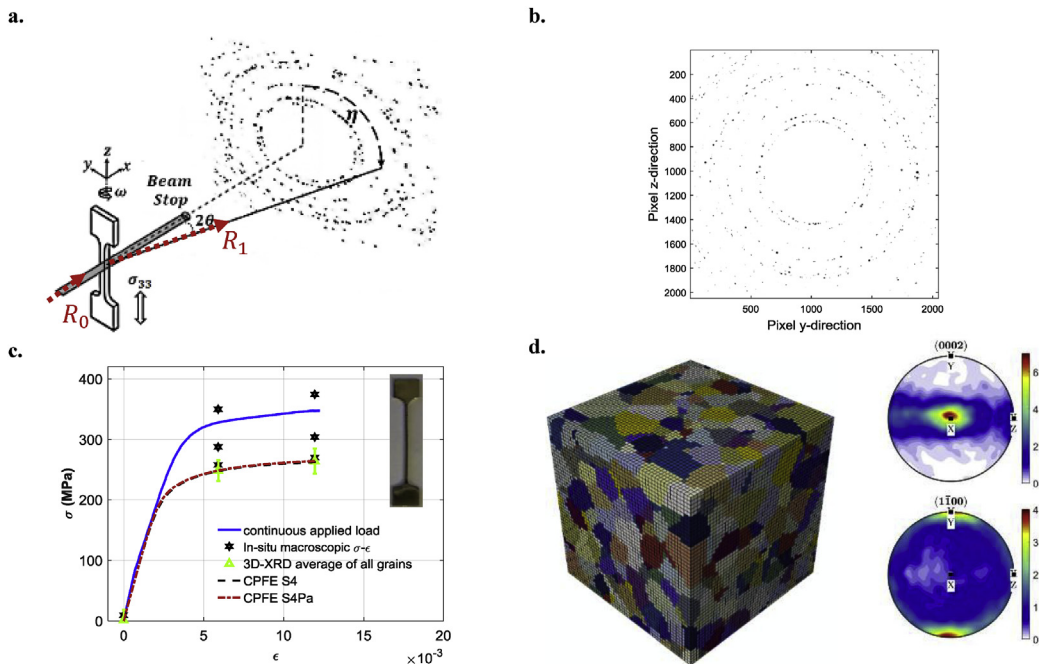 a.
η
z
y
x
ω
Beam
Stop
2θ
R₁
σ₃₃
R₀
b.
Pixel z-direction
200
400
600
800
1000
1200
1400
1600
1800
2000
500
1000
1500
2000
Pixel y-direction
c.
σ (MPa)
400
300
200
100
0
continuous applied load
In-situ macroscopic σ-ϵ
3D-XRD average of all grains
CPFE S4
CPFE S4Pa
0
5
10
15
20
ϵ
×10⁻³
d.
(0002)
Y
X
Z
6
4
2
0
(11̄00)
Y
X
Z
4
3
2
1
0